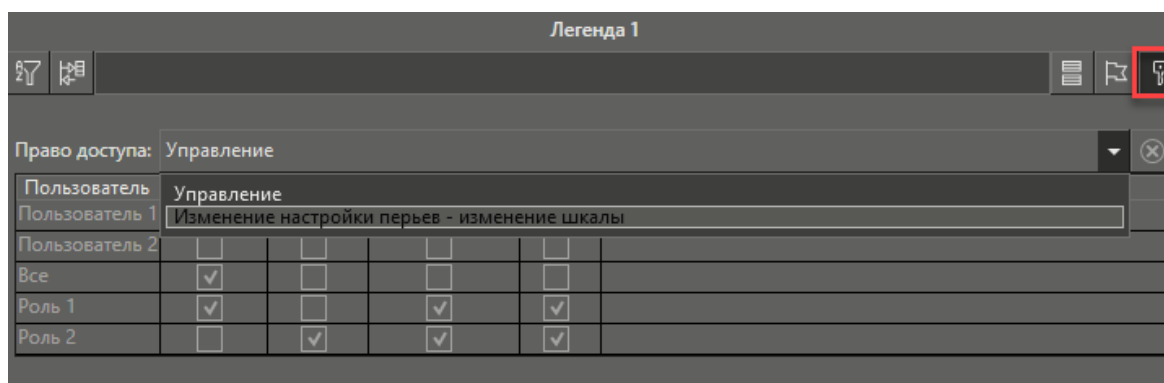 Легенда 1
Право доступа: Управление
Пользователь
Управление
Пользователь 1
Изменение настройки перьев - изменение шкалы
Пользователь 2
Все
Роль 1
Роль 2